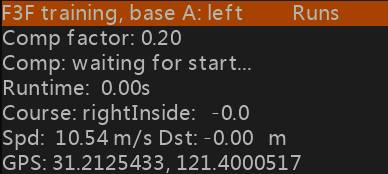 F3F training, base A: left Runs
Comp factor: 0.20
Comp: waiting for start...
Runtime: 0.00s
Course: rightInside: -0.0
Spd: 10.54 m/s Dst: -0.00 m
GPS: 31.2125433, 121.4000517